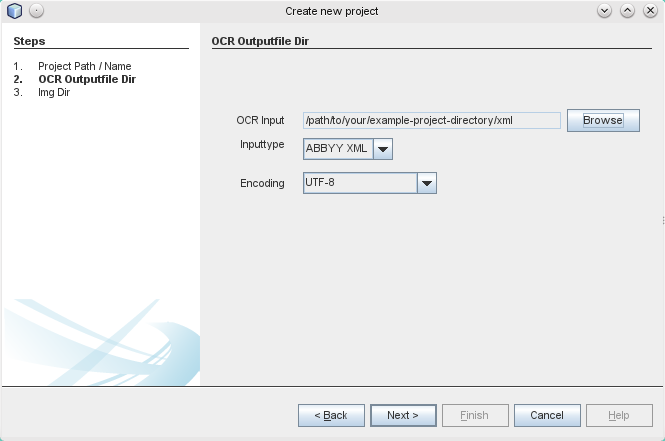 Create new project
Steps
1. Project Path / Name
2. OCR Outputfile Dir
3. Img Dir
OCR Outputfile Dir
OCR Input /path/to/your/example-project-directory/xml Browse
Inputtype ABBYY XML
Encoding UTF-8
< Back Next > Finish Cancel Help